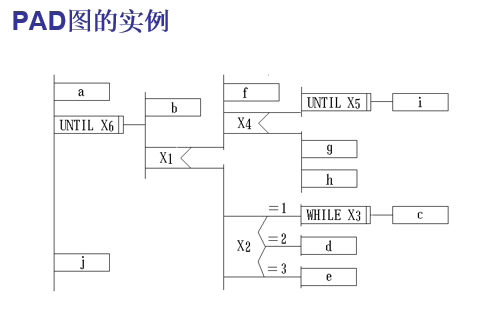 PAD图的实例
a
f
UNTIL X5
i
b
UNTIL X6
X4
g
X1
h
=1
WHILE X3
c
X2
=2
d
j
=3
e